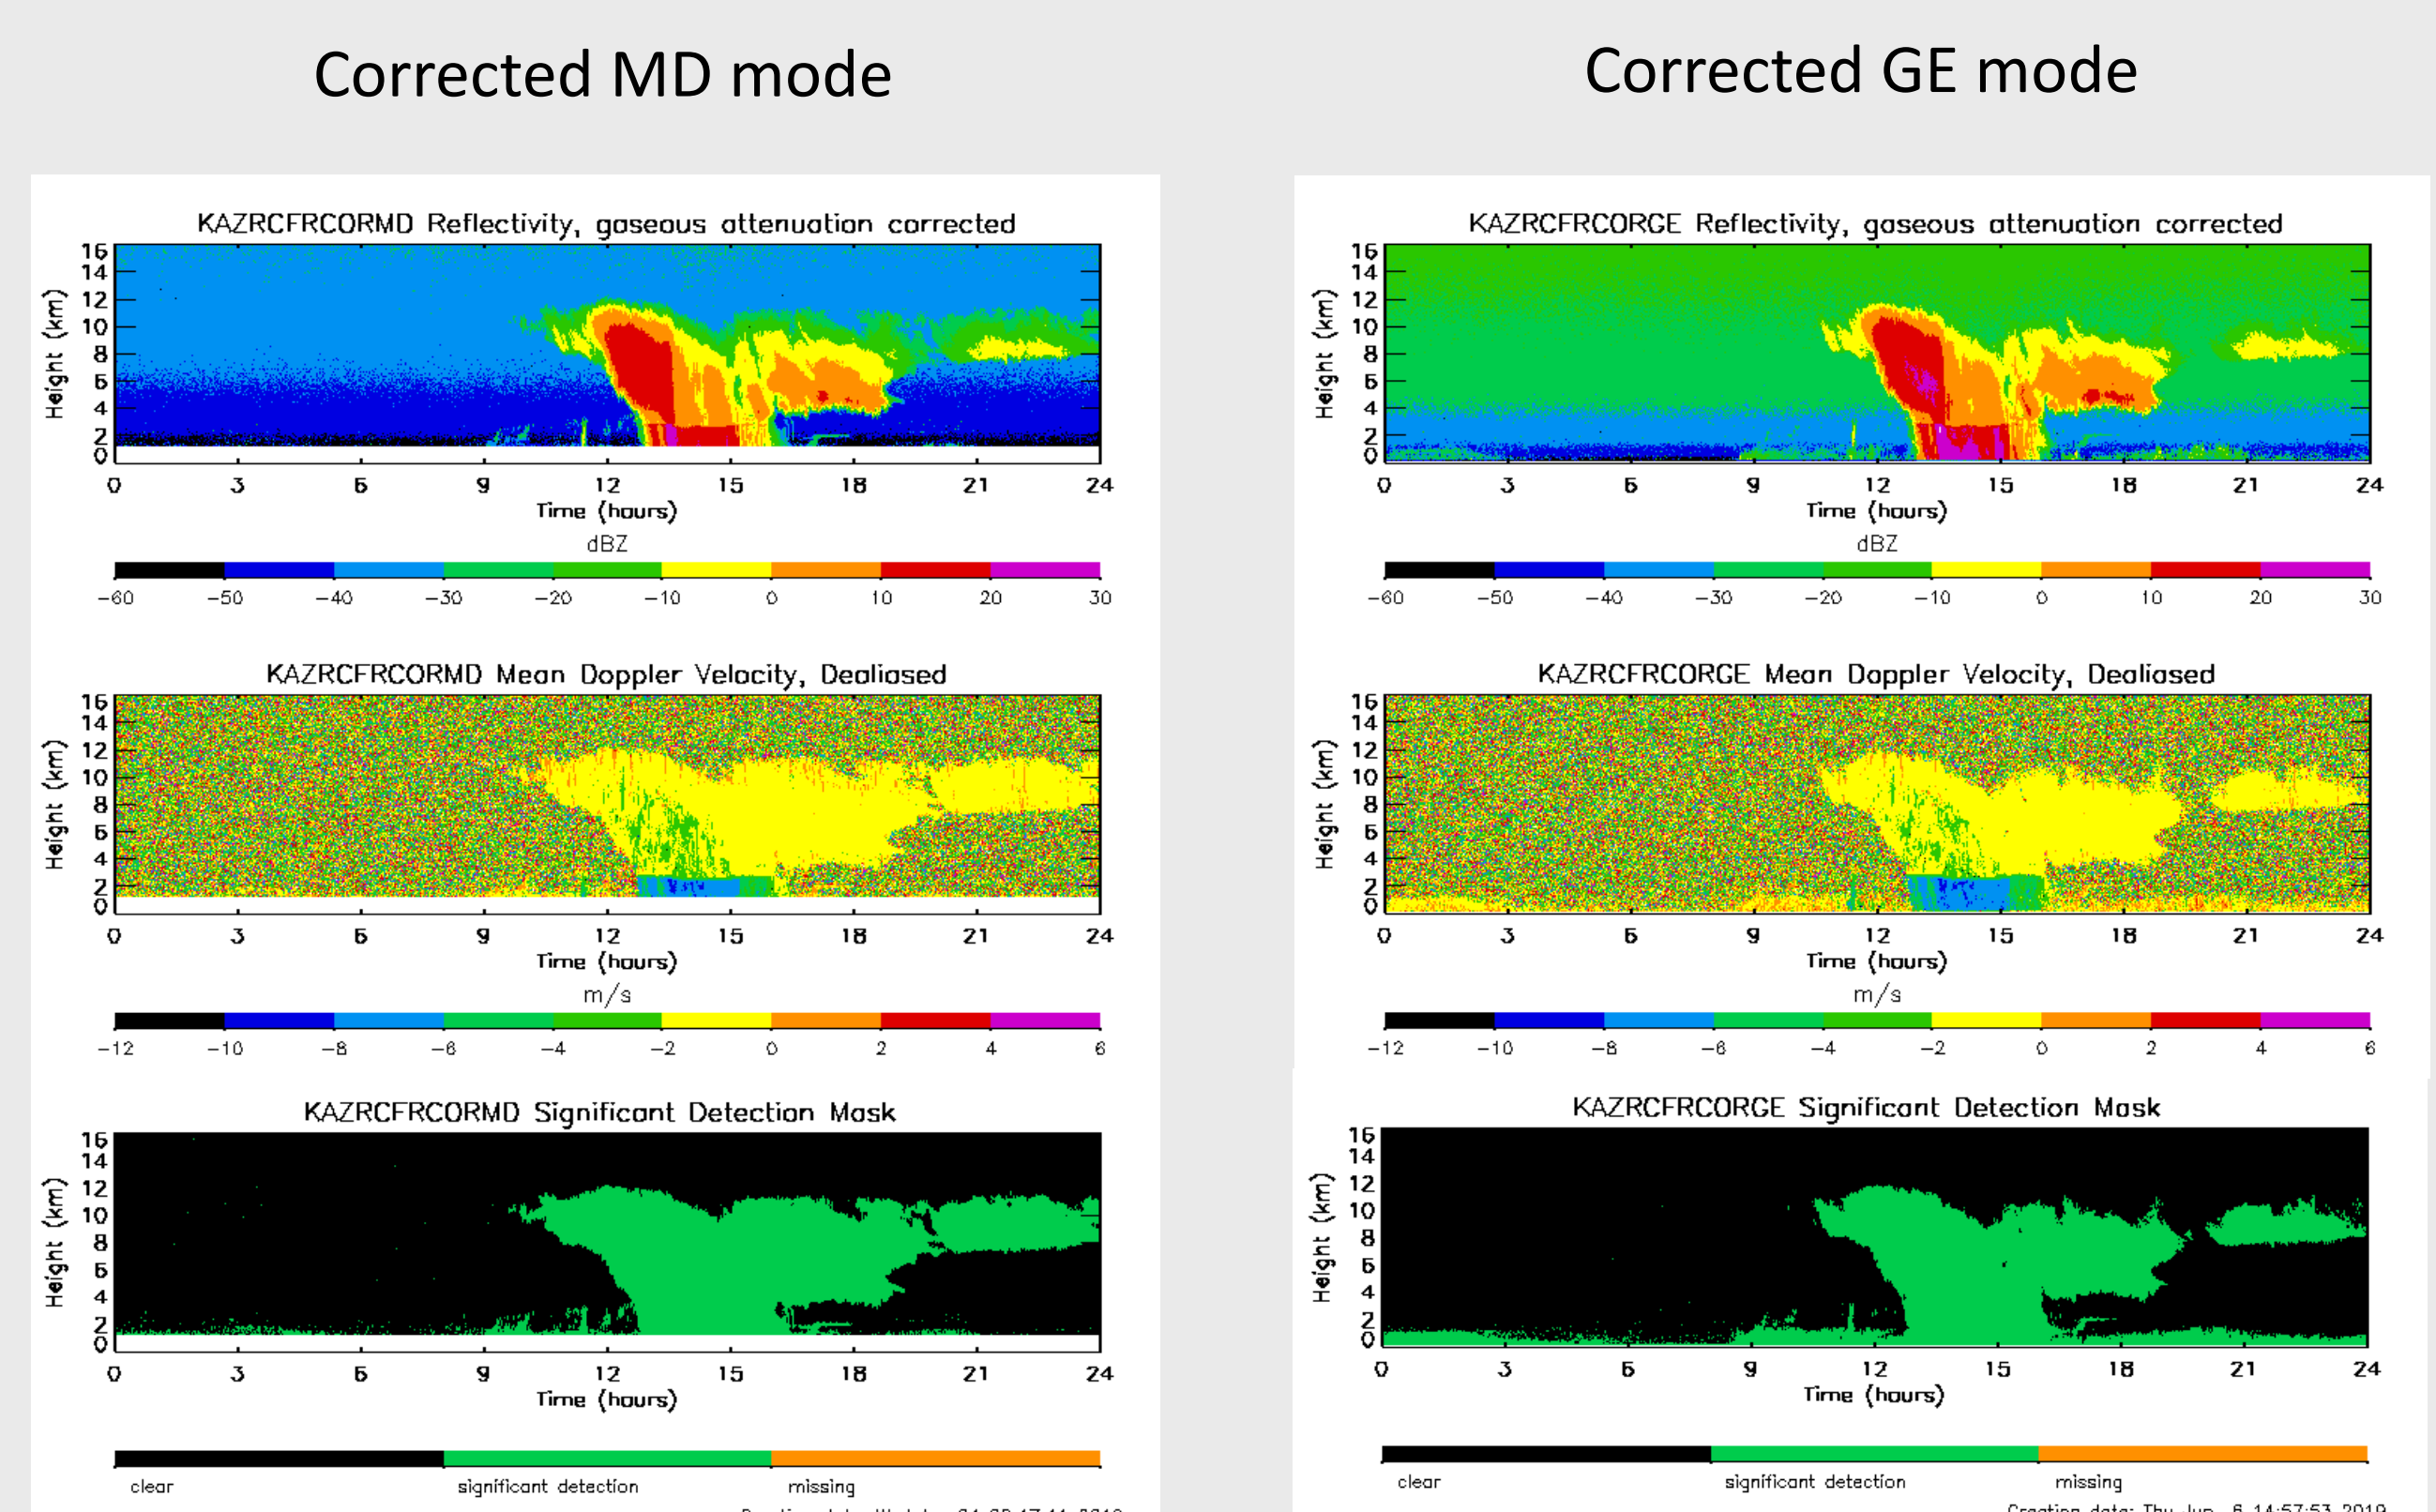 Corrected MD mode
KAZRCFRCORMD Reflectivity, gaseous attenuation corrected
Height (km)
16
14
12
10
8
6
4
2
0
0 3 6 9 12 15 18 21 24
Time (hours)
dBZ
-60 -50 -40 -30 -20 -10 0 10 20 30
KAZRCFRCORMD Mean Doppler Velocity, Dealiased
Height (km)
16
14
12
10
8
6
4
2
0
0 3 6 9 12 15 18 21 24
Time (hours)
m/s
-12 -10 -8 -6 -4 -2 0 2 4 6
KAZRCFRCORMD Significant Detection Mask
Height (km)
16
14
12
10
8
6
4
2
0
0 3 6 9 12 15 18 21 24
Time (hours)
clear significant detection missing
Corrected GE mode
KAZRCFRCORGE Reflectivity, gaseous attenuation corrected
Height (km)
16
14
12
10
8
6
4
2
0
0 3 6 9 12 15 18 21 24
Time (hours)
dBZ
-60 -50 -40 -30 -20 -10 0 10 20 30
KAZRCFRCORGE Mean Doppler Velocity, Dealiased
Height (km)
16
14
12
10
8
6
4
2
0
0 3 6 9 12 15 18 21 24
Time (hours)
m/s
-12 -10 -8 -6 -4 -2 0 2 4 6
KAZRCFRCORGE Significant Detection Mask
Height (km)
16
14
12
10
8
6
4
2
0
0 3 6 9 12 15 18 21 24
Time (hours)
clear significant detection missing
Creation date: Thu Jun 6 14:57:53 2019